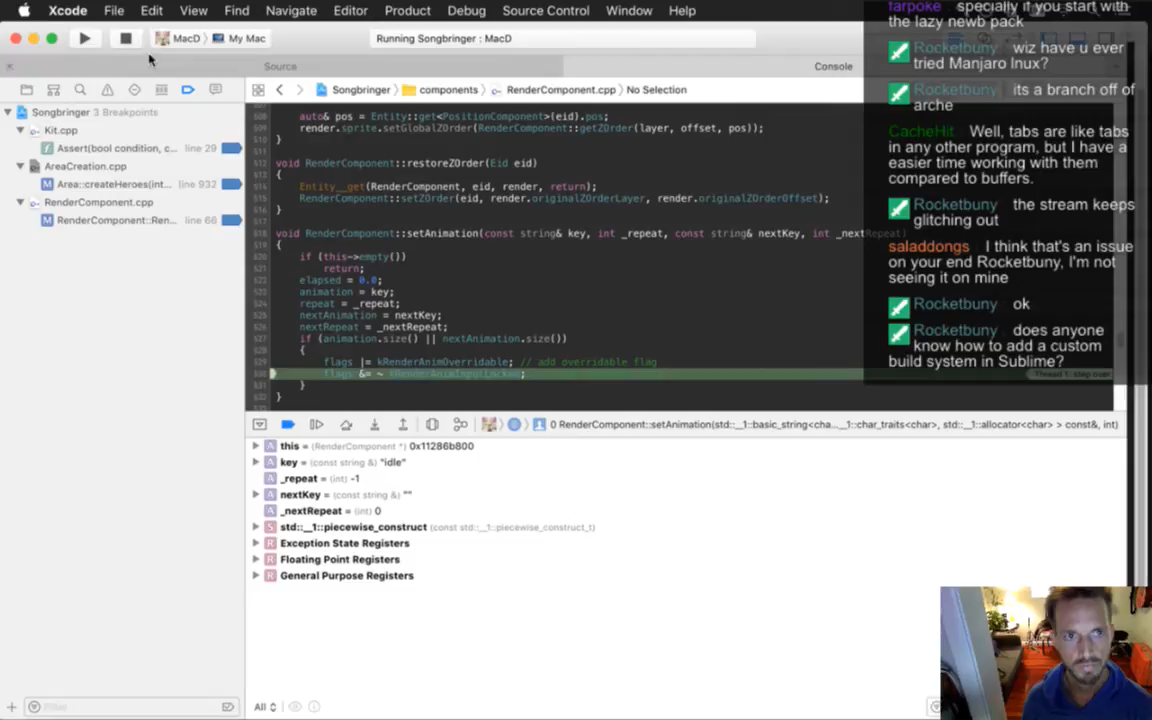 Xcode File Edit View Find Navigate Editor Product Debug Source Control Window Help
MacD My Mac
Running Songbringer : MacD
Source
Console
Songbringer components RenderComponent.cpp No Selection
Songbringer 3 Breakpoints
Kit.cpp
Assert(bool condition, c... line 29
AreaCreation.cpp
Area::createHeroes(int... line 932
RenderComponent.cpp
RenderComponent::Ren... line 66
Filter
auto& pos = Entity::get<PositionComponent>(eid).pos;
render.sprite.setGlobalZOrder(RenderComponent::getZOrder(layer, offset, pos));
}
void RenderComponent::restoreZOrder(Eid eid)
{
Entity__get(RenderComponent, eid, render, return);
RenderComponent::setZOrder(eid, render.originalZOrderLayer, render.originalZOrderOffset);
}
void RenderComponent::setAnimation(const string& key, int _repeat, const string& nextKey, int _nextRepeat)
{
if (this->empty())
return;
elapsed = 0.0;
animation = key;
repeat = _repeat;
nextAnimation = nextKey;
nextRepeat = _nextRepeat;
if (animation.size() || nextAnimation.size())
{
flags |= kRenderAnimOverridable; // add overridable flag
flags &= ~ kRenderAnimInputLocked;
Thread 1: step over
}
}
0 RenderComponent::setAnimation(std::__1::basic_string<cha..._1::char_traits<char>, std::__1::allocator<char> > const&, int)
this = (RenderComponent *) 0x11286b800
key = (const string &) "idle"
_repeat = (int) -1
nextKey = (const string &) ""
_nextRepeat = (int) 0
std::__1::piecewise_construct (const std::__1::piecewise_construct_t)
Exception State Registers
Floating Point Registers
General Purpose Registers
All
farpoke specially if you start with
the lazy newb pack
Rocketbuny wiz have u ever
tried Manjaro lnux?
Rocketbuny its a branch off of
arche
CacheHit Well, tabs are like tabs
in any other program, but I have a
easier time working with them
compared to buffers.
Rocketbuny the stream keeps
glitching out
saladdongs I think that's an issue
on your end Rocketbuny, I'm not
seeing it on mine
Rocketbuny ok
Rocketbuny does anyone
know how to add a custom
build system in Sublime?